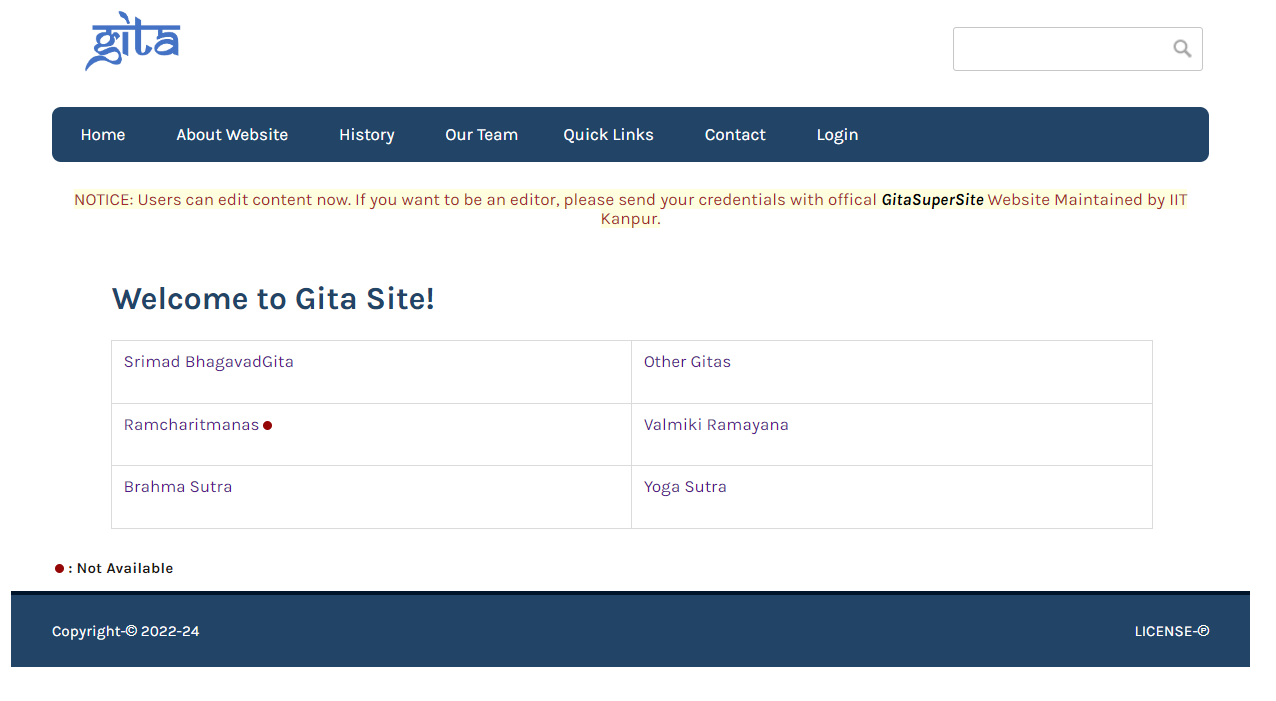 gita
Home About Website History Our Team Quick Links Contact Login
NOTICE: Users can edit content now. If you want to be an editor, please send your credentials with offical GitaSuperSite Website Maintained by IIT
Kanpur.
Welcome to Gita Site!
Srimad BhagavadGita Other Gitas
Ramcharitmanas Valmiki Ramayana
Brahma Sutra Yoga Sutra
: Not Available
Copyright-© 2022-24 LICENSE-℗